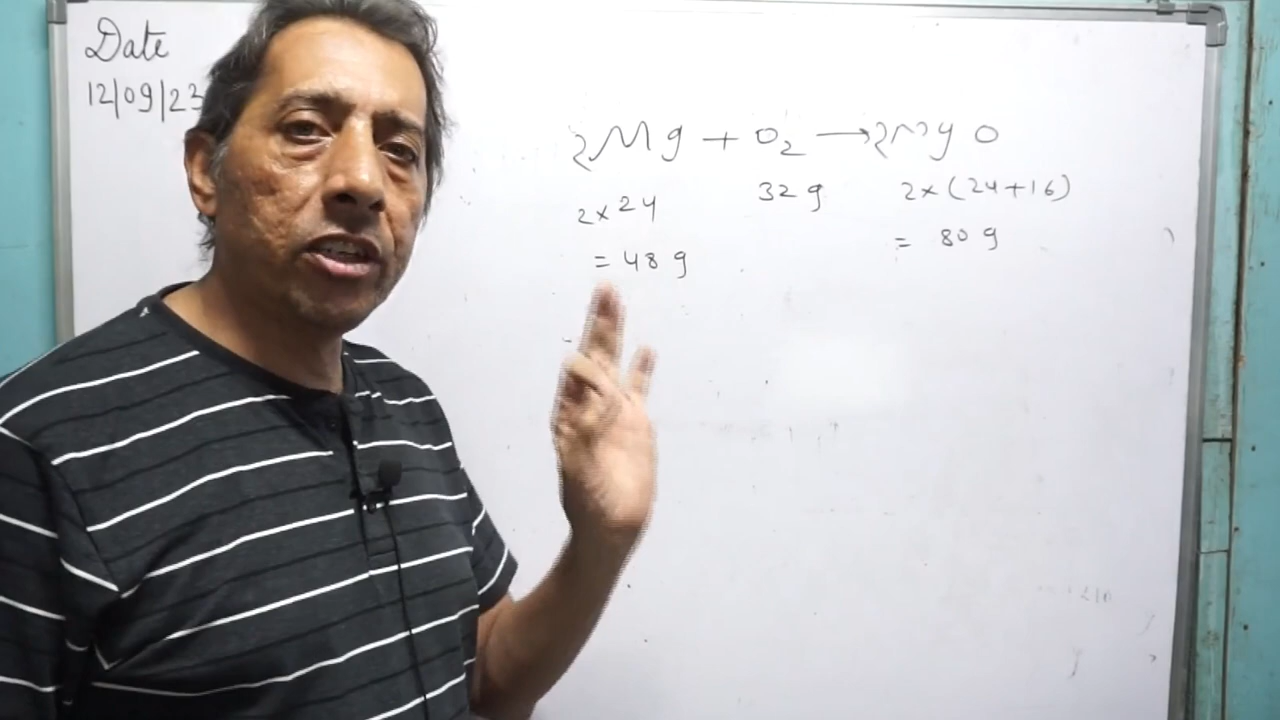 Date
12/09/23
2Mg + O₂ → 2MgO
2×24 32 g 2×(24+16)
= 48 g = 80 g